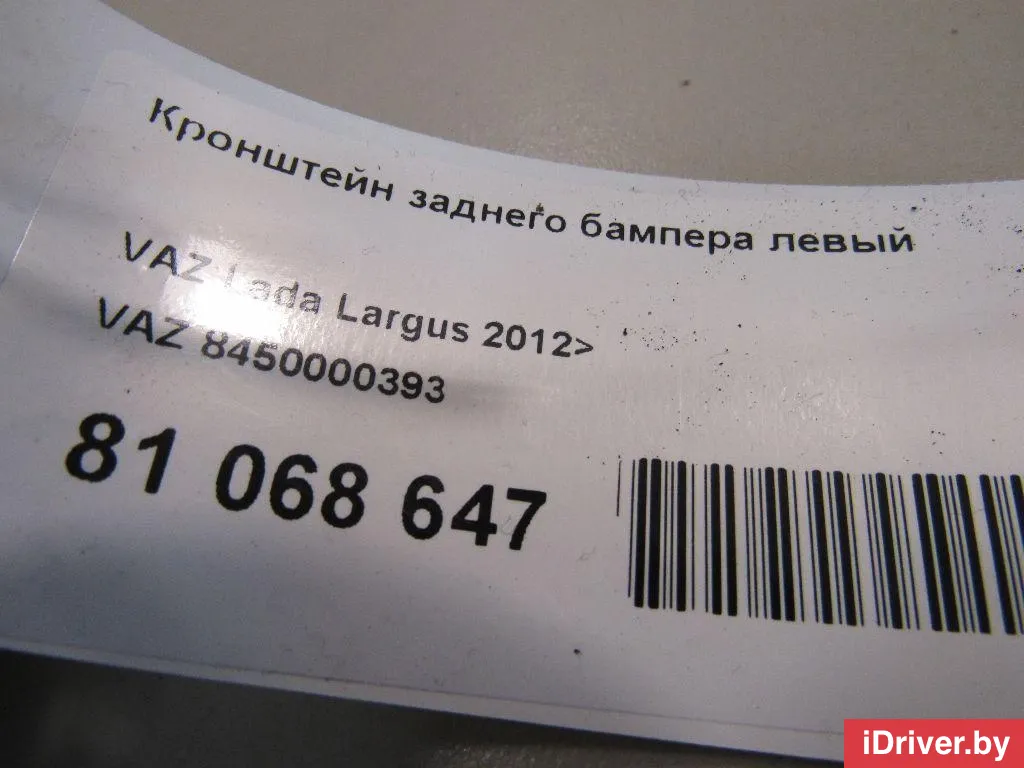 Кронштейн заднего бампера левый
VAZ Lada Largus 2012>
VAZ 8450000393
81 068 647
iDriver.by